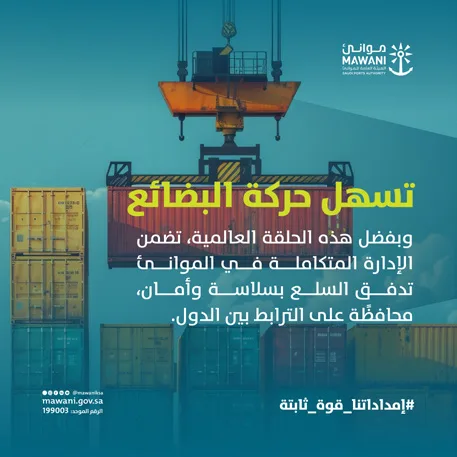 موانئ
MAWANI
الهيئة العامة للموانئ
SAUDI PORTS AUTHORITY
تسهل حركة البضائع
وبفضل هذه الحلقة العالمية، تضمن
الإدارة المتكاملة في الموانئ
تدفق السلع بسلاسة وأمان،
محافظًة على الترابط بين الدول.
@mawaniksa
mawani.gov.sa
الرقم الموحد: 199003
#إمداداتنا_قوة_ثابتة